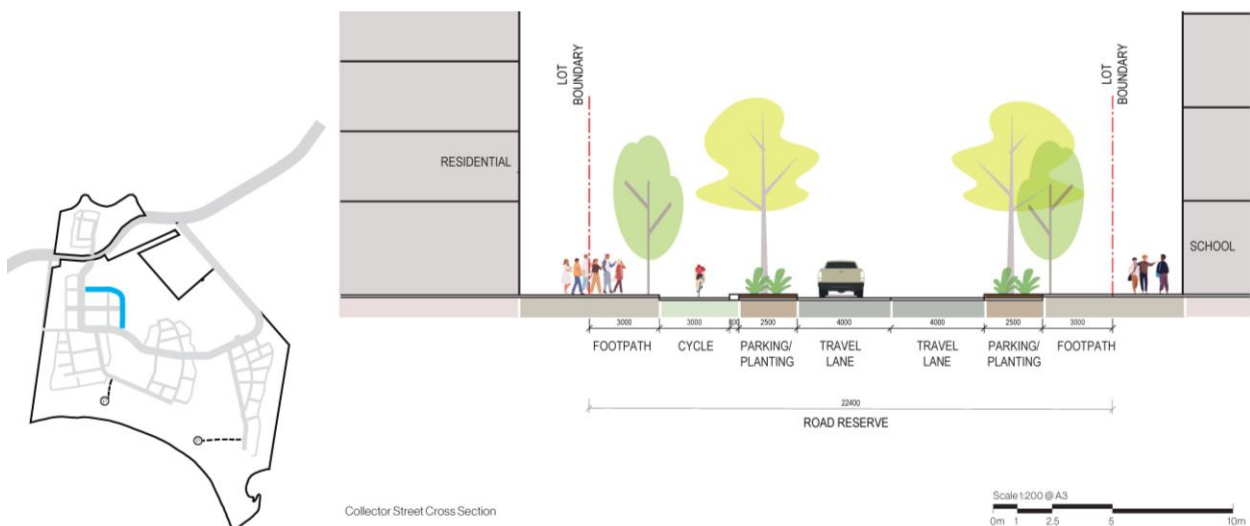 LOT
BOUNDARY
LOT
BOUNDARY
RESIDENTIAL
SCHOOL
3000 3000 2500 4000 4000 2500 3000
FOOTPATH CYCLE PARKING/ TRAVEL TRAVEL PARKING/ FOOTPATH
PLANTING LANE LANE PLANTING
22400
ROAD RESERVE
Collector Street Cross Section
Scale 1:200 @ A3
0m 1 2.5 5 10m